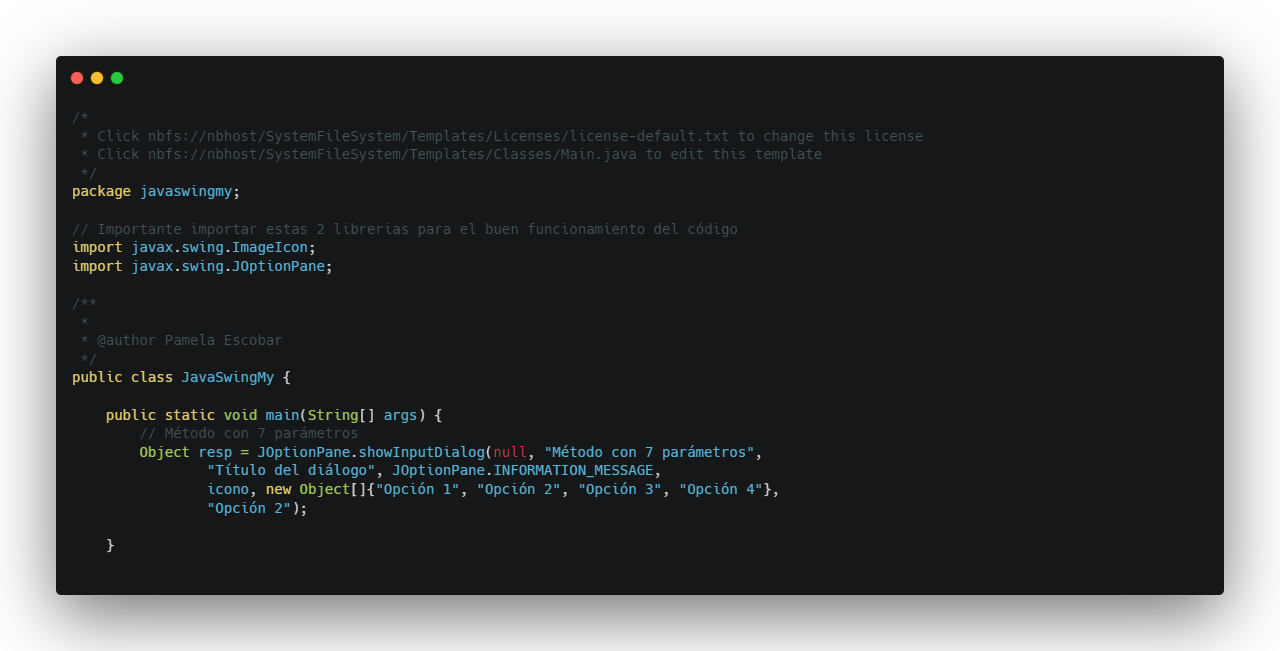 /*
 * Click nbfs://nbhost/SystemFileSystem/Templates/Licenses/license-default.txt to change this license
 * Click nbfs://nbhost/SystemFileSystem/Templates/Classes/Main.java to edit this template
 */
package javaswingmy;

// Importante importar estas 2 librerias para el buen funcionamiento del código
import javax.swing.ImageIcon;
import javax.swing.JOptionPane;

/**
 *
 * @author Pamela Escobar
 */
public class JavaSwingMy {

    public static void main(String[] args) {
        // Método con 7 parámetros
        Object resp = JOptionPane.showInputDialog(null, "Método con 7 parámetros",
                "Título del diálogo", JOptionPane.INFORMATION_MESSAGE,
                icono, new Object[]{"Opción 1", "Opción 2", "Opción 3", "Opción 4"},
                "Opción 2");

    }